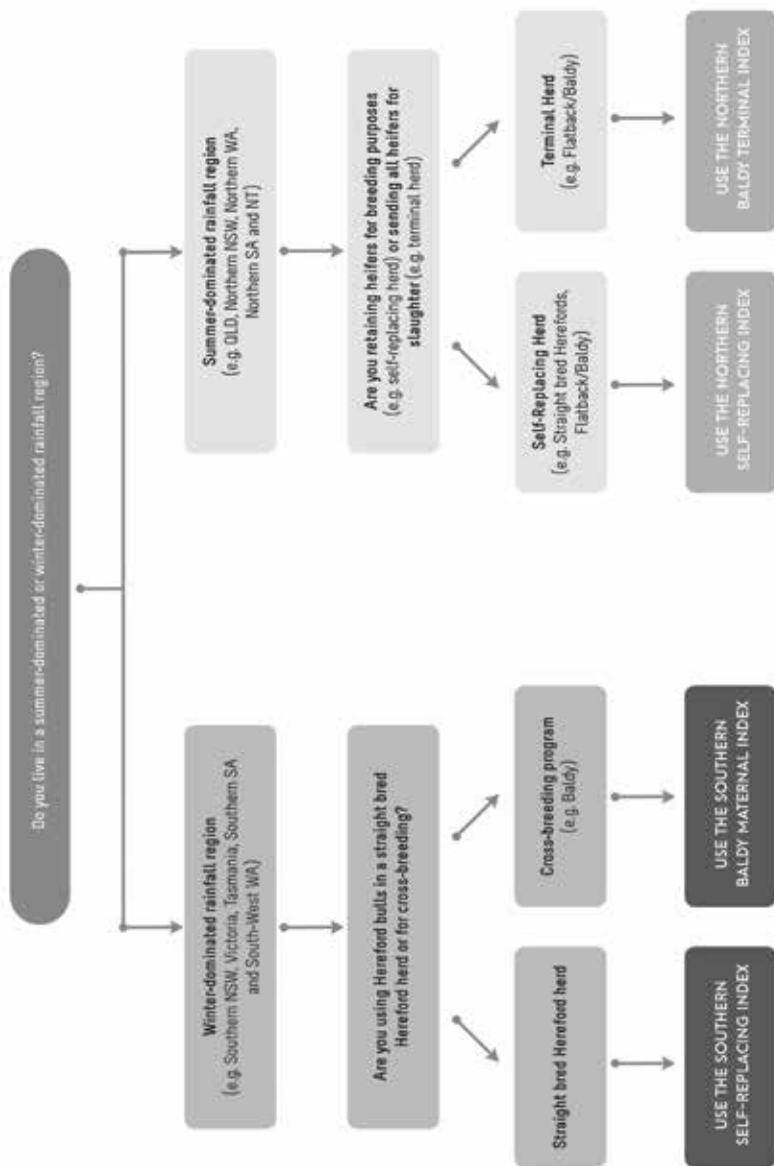 Do you live in a summer-dominated or winter-dominated rainfall region?
Winter-dominated rainfall region
(e.g. Southern NSW, Victoria, Tasmania, Southern SA
and South-West WA)
Are you using Hereford bulls in a straight bred
Hereford herd or for cross-breeding?
Straight bred Hereford herd
USE THE SOUTHERN
SELF-REPLACING INDEX
Cross-breeding program
(e.g. Baldy)
USE THE SOUTHERN
BALDY MATERNAL INDEX
Summer-dominated rainfall region
(e.g. QLD, Northern NSW, Northern WA,
Northern SA and NT)
Are you retaining heifers for breeding purposes
(e.g. self-replacing herd) or sending all heifers for
slaughter (e.g. terminal herd)
Self-Replacing Herd
(e.g. Straight bred Herefords,
Flatback/Baldy)
USE THE NORTHERN
SELF-REPLACING INDEX
Terminal Herd
(e.g. Flatback/Baldy)
USE THE NORTHERN
BALDY TERMINAL INDEX